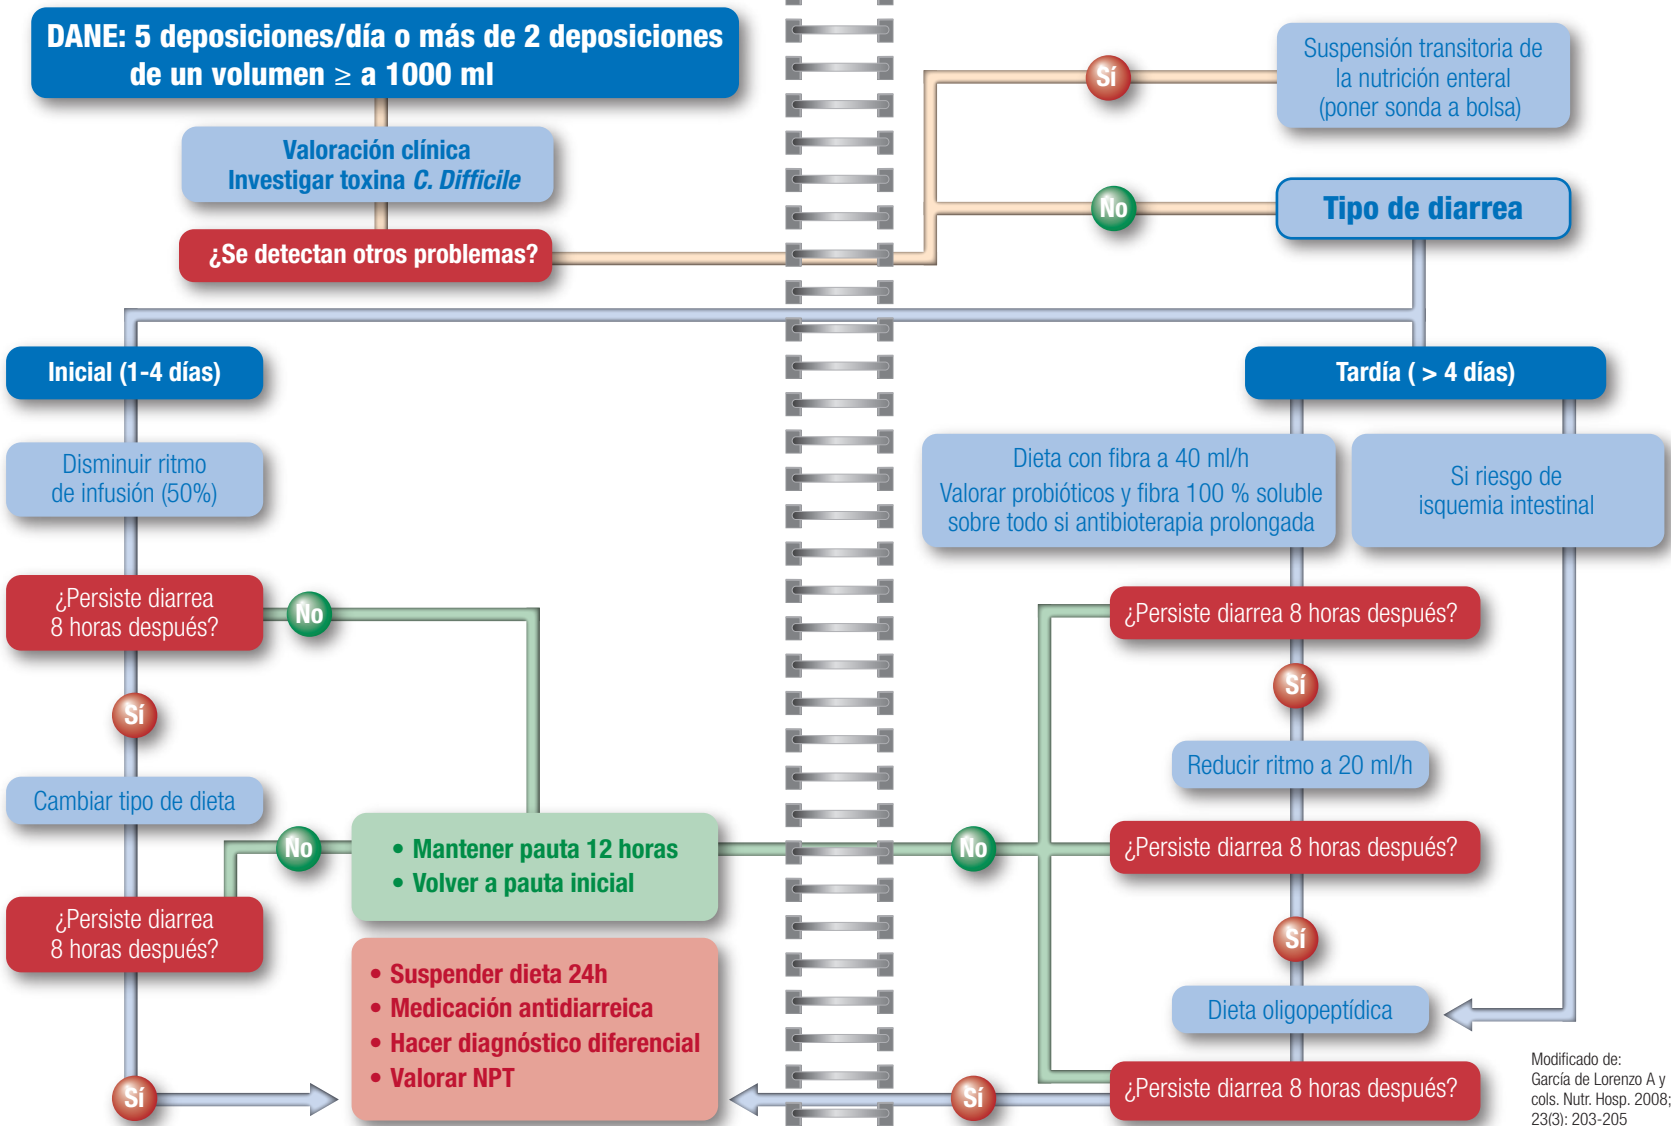 DANE: 5 deposiciones/día o más de 2 deposiciones
de un volumen ≥ a 1000 ml
Valoración clínica
Investigar toxina C. Difficile
¿Se detectan otros problemas?
Sí
Suspensión transitoria de
la nutrición enteral
(poner sonda a bolsa)
No
Tipo de diarrea
Inicial (1-4 días)
Disminuir ritmo
de infusión (50%)
¿Persiste diarrea
8 horas después?
No
Sí
Cambiar tipo de dieta
No
¿Persiste diarrea
8 horas después?
Sí
• Mantener pauta 12 horas
• Volver a pauta inicial
• Suspender dieta 24h
• Medicación antidiarreica
• Hacer diagnóstico diferencial
• Valorar NPT
Tardía ( > 4 días)
Dieta con fibra a 40 ml/h
Valorar probióticos y fibra 100 % soluble
sobre todo si antibioterapia prolongada
Si riesgo de
isquemia intestinal
¿Persiste diarrea 8 horas después?
Sí
Reducir ritmo a 20 ml/h
No
¿Persiste diarrea 8 horas después?
Sí
Dieta oligopeptídica
¿Persiste diarrea 8 horas después?
Sí
Modificado de:
García de Lorenzo A y
cols. Nutr. Hosp. 2008;
23(3): 203-205